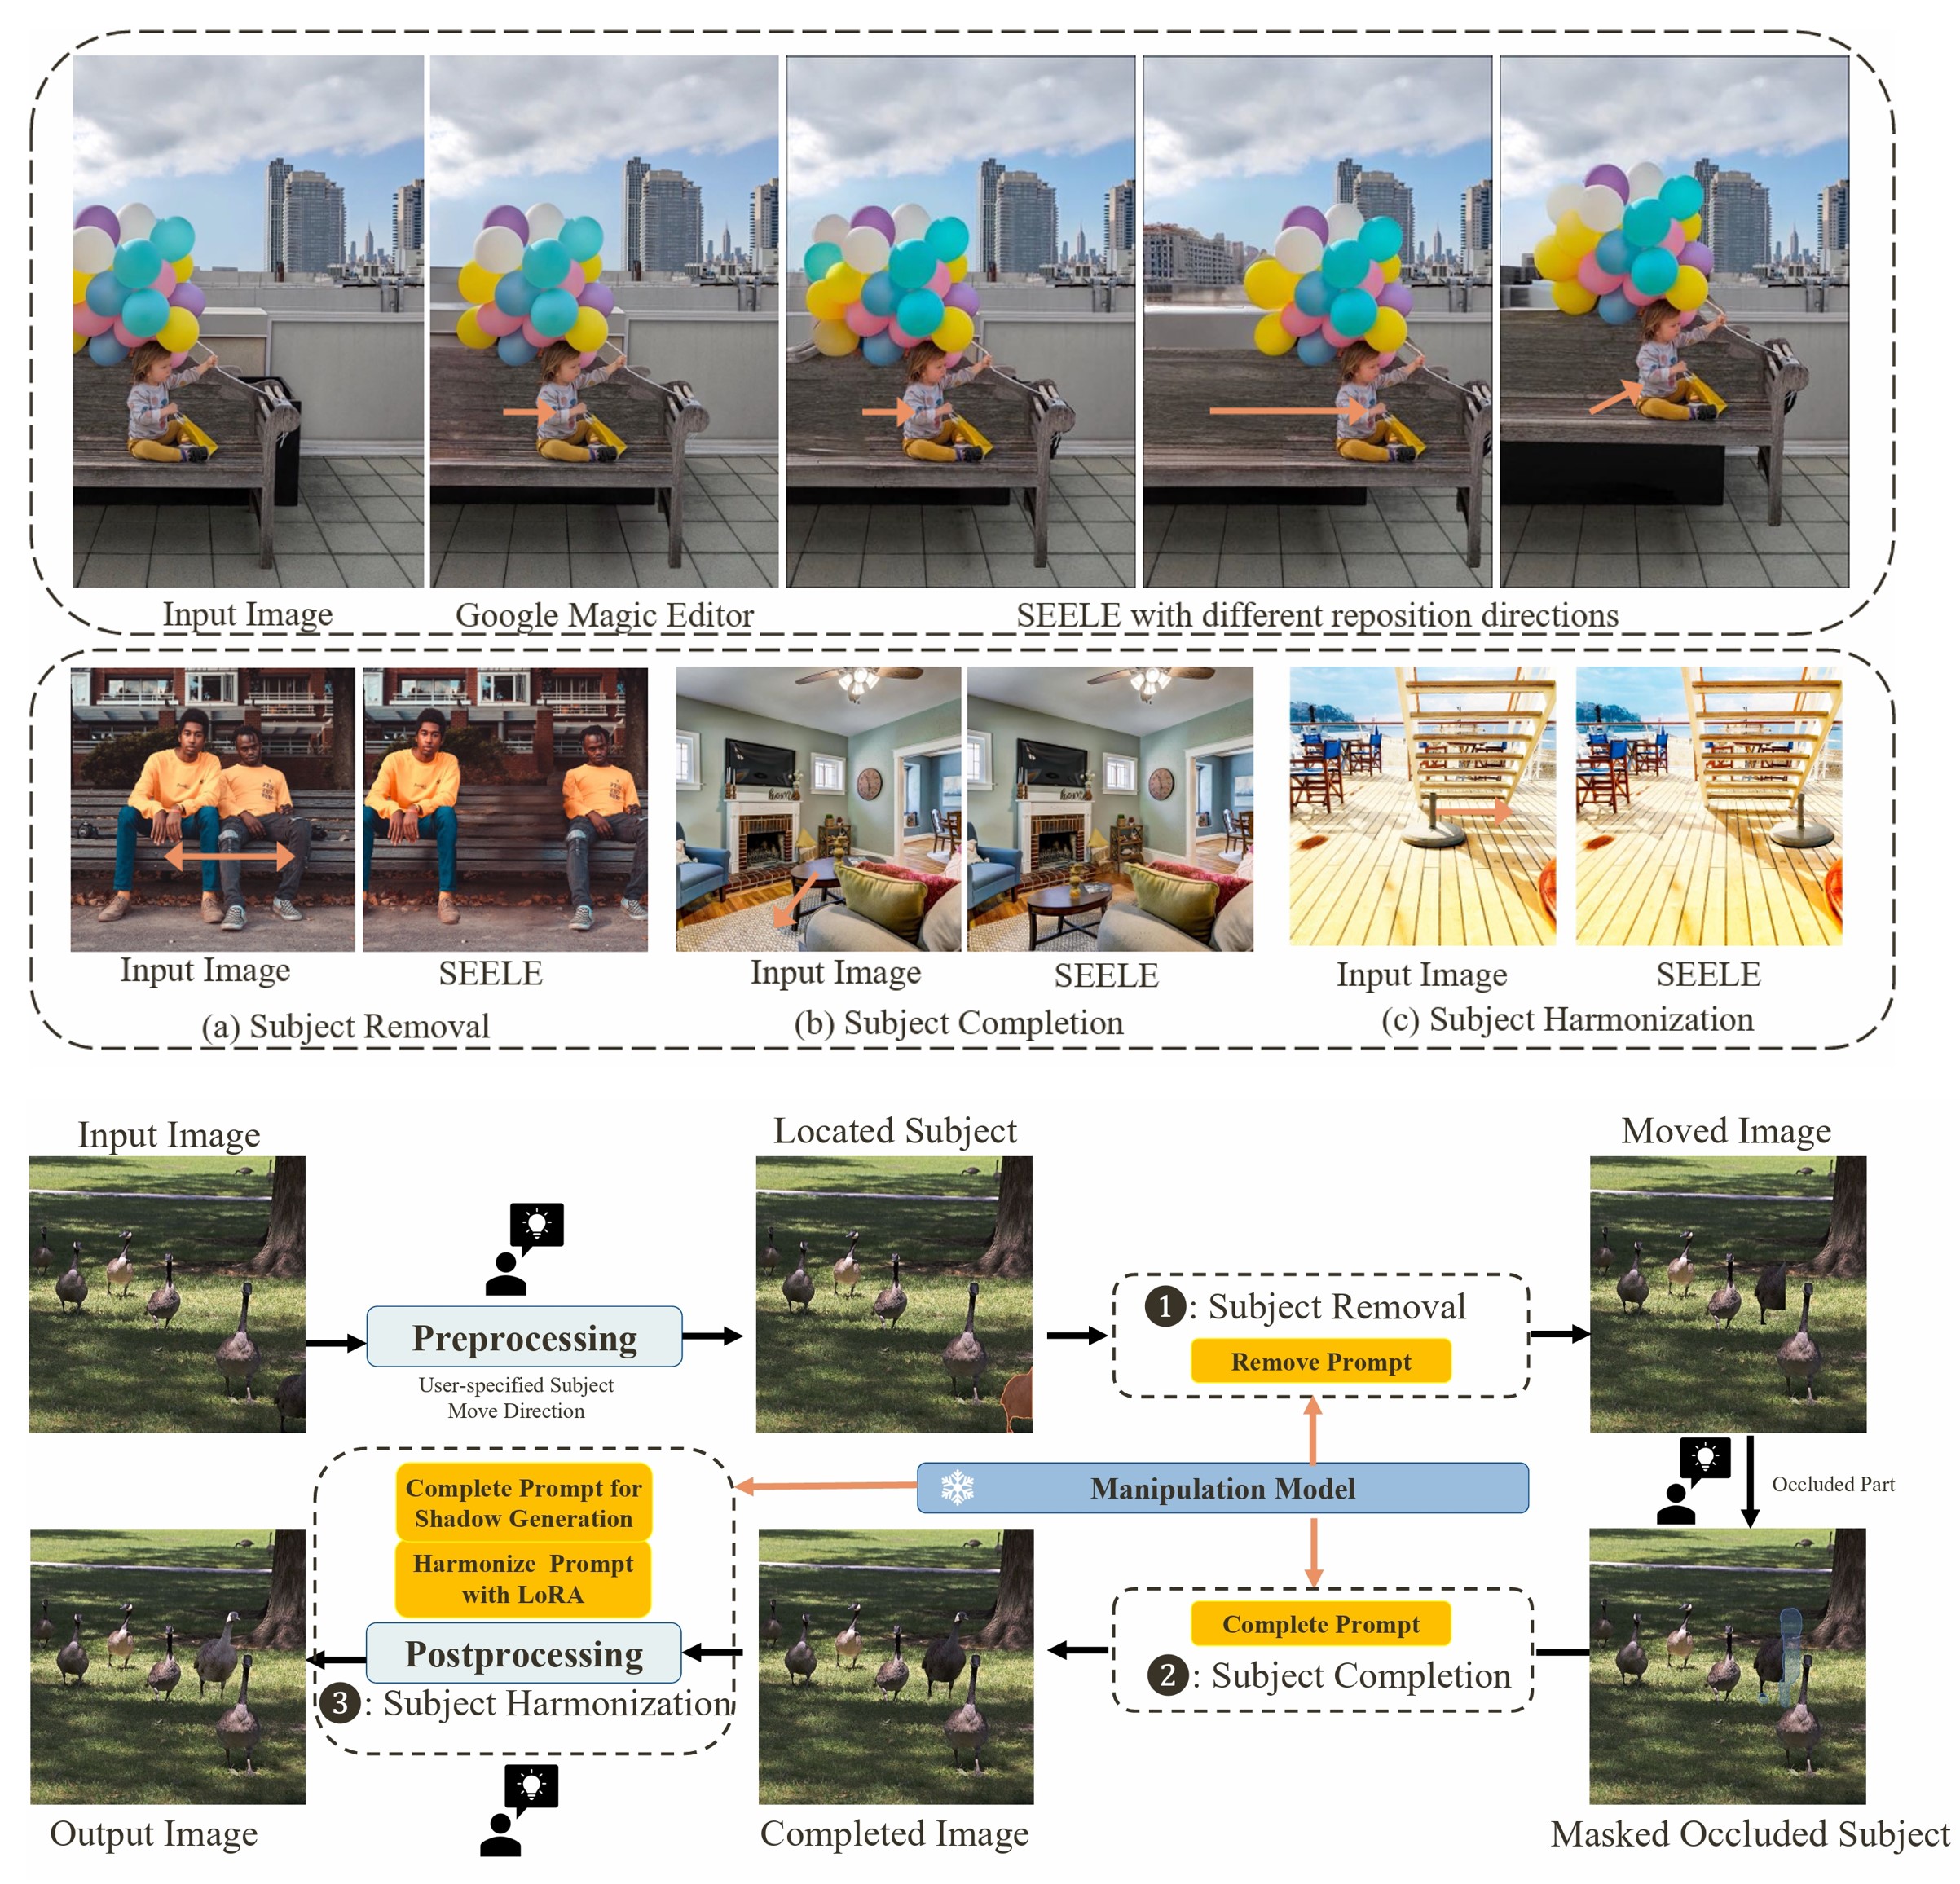 Input Image
Google Magic Editor
SEELE with different reposition directions
Input Image
SEELE
Input Image
SEELE
Input Image
SEELE
(a) Subject Removal
(b) Subject Completion
(c) Subject Harmonization
Input Image
Located Subject
Moved Image
Preprocessing
User-specified Subject
Move Direction
❶: Subject Removal
Remove Prompt
Manipulation Model
Occluded Part
Complete Prompt for
Shadow Generation
Harmonize Prompt
with LoRA
Postprocessing
❸: Subject Harmonization
Complete Prompt
❷: Subject Completion
Output Image
Completed Image
Masked Occluded Subject